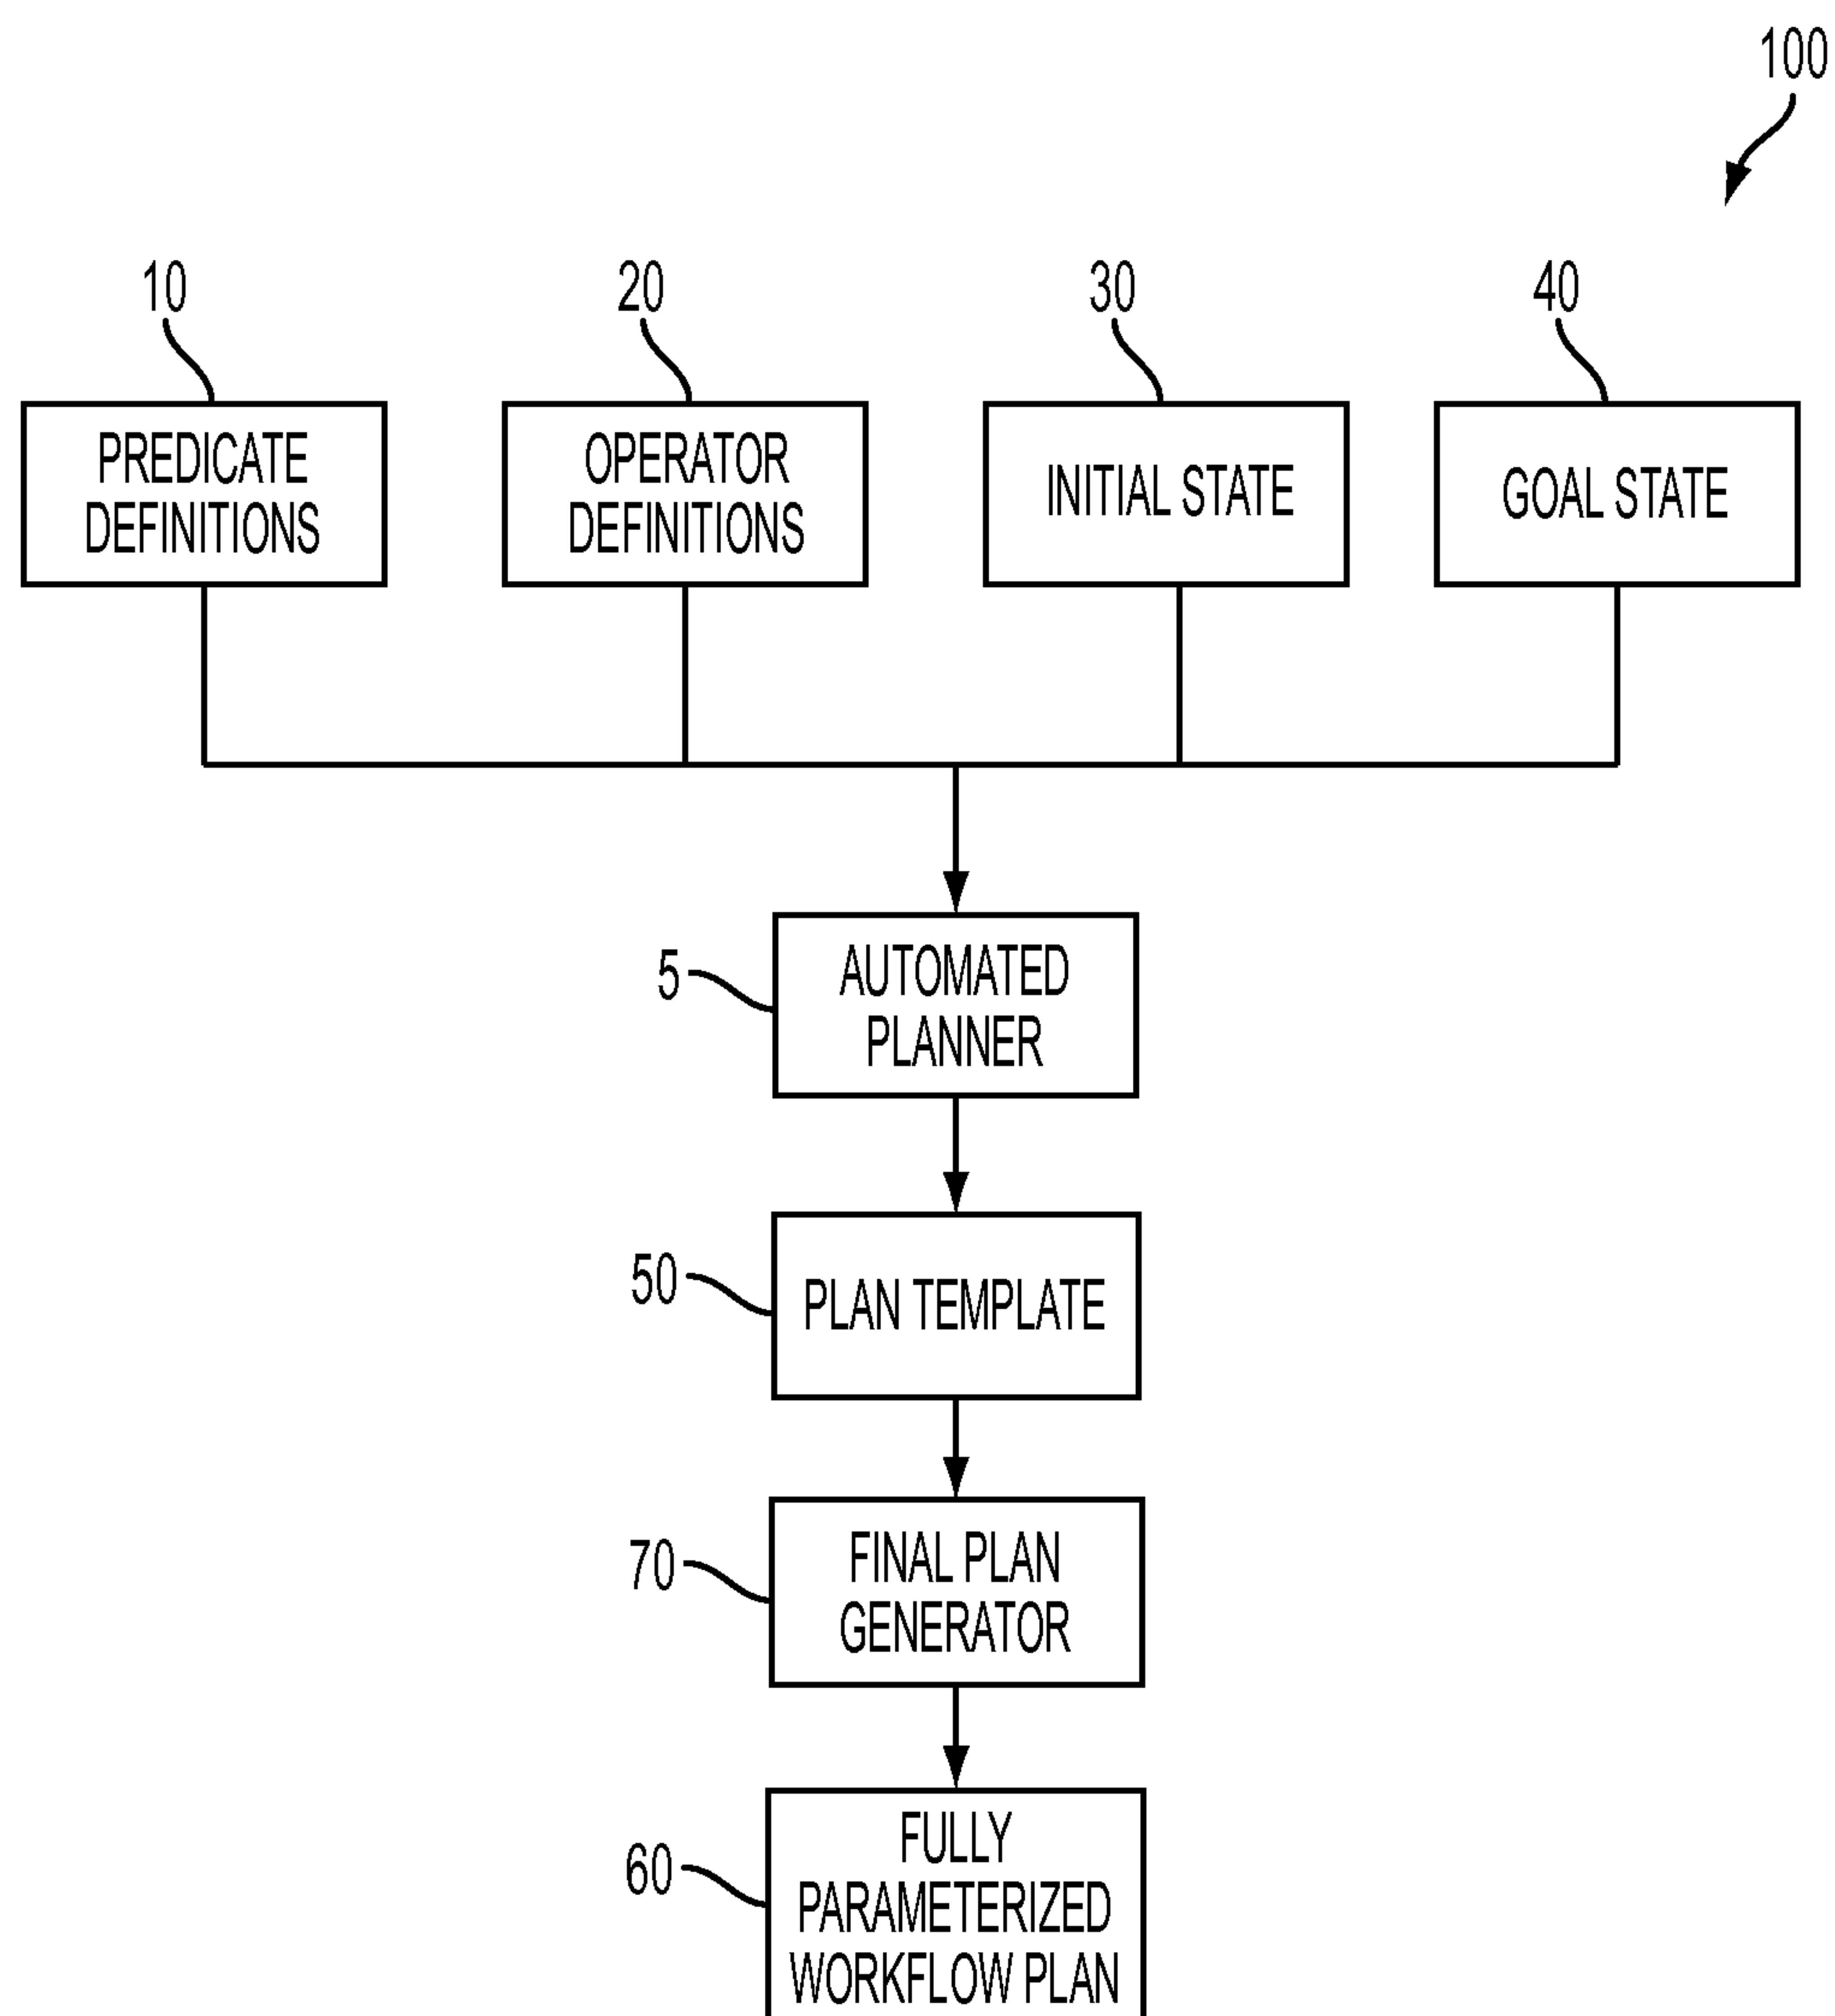 100
10
20
30
40
PREDICATE
DEFINITIONS
OPERATOR
DEFINITIONS
INITIAL STATE
GOAL STATE
5
AUTOMATED
PLANNER
50
PLAN TEMPLATE
70
FINAL PLAN
GENERATOR
60
FULLY
PARAMETERIZED
WORKFLOW PLAN